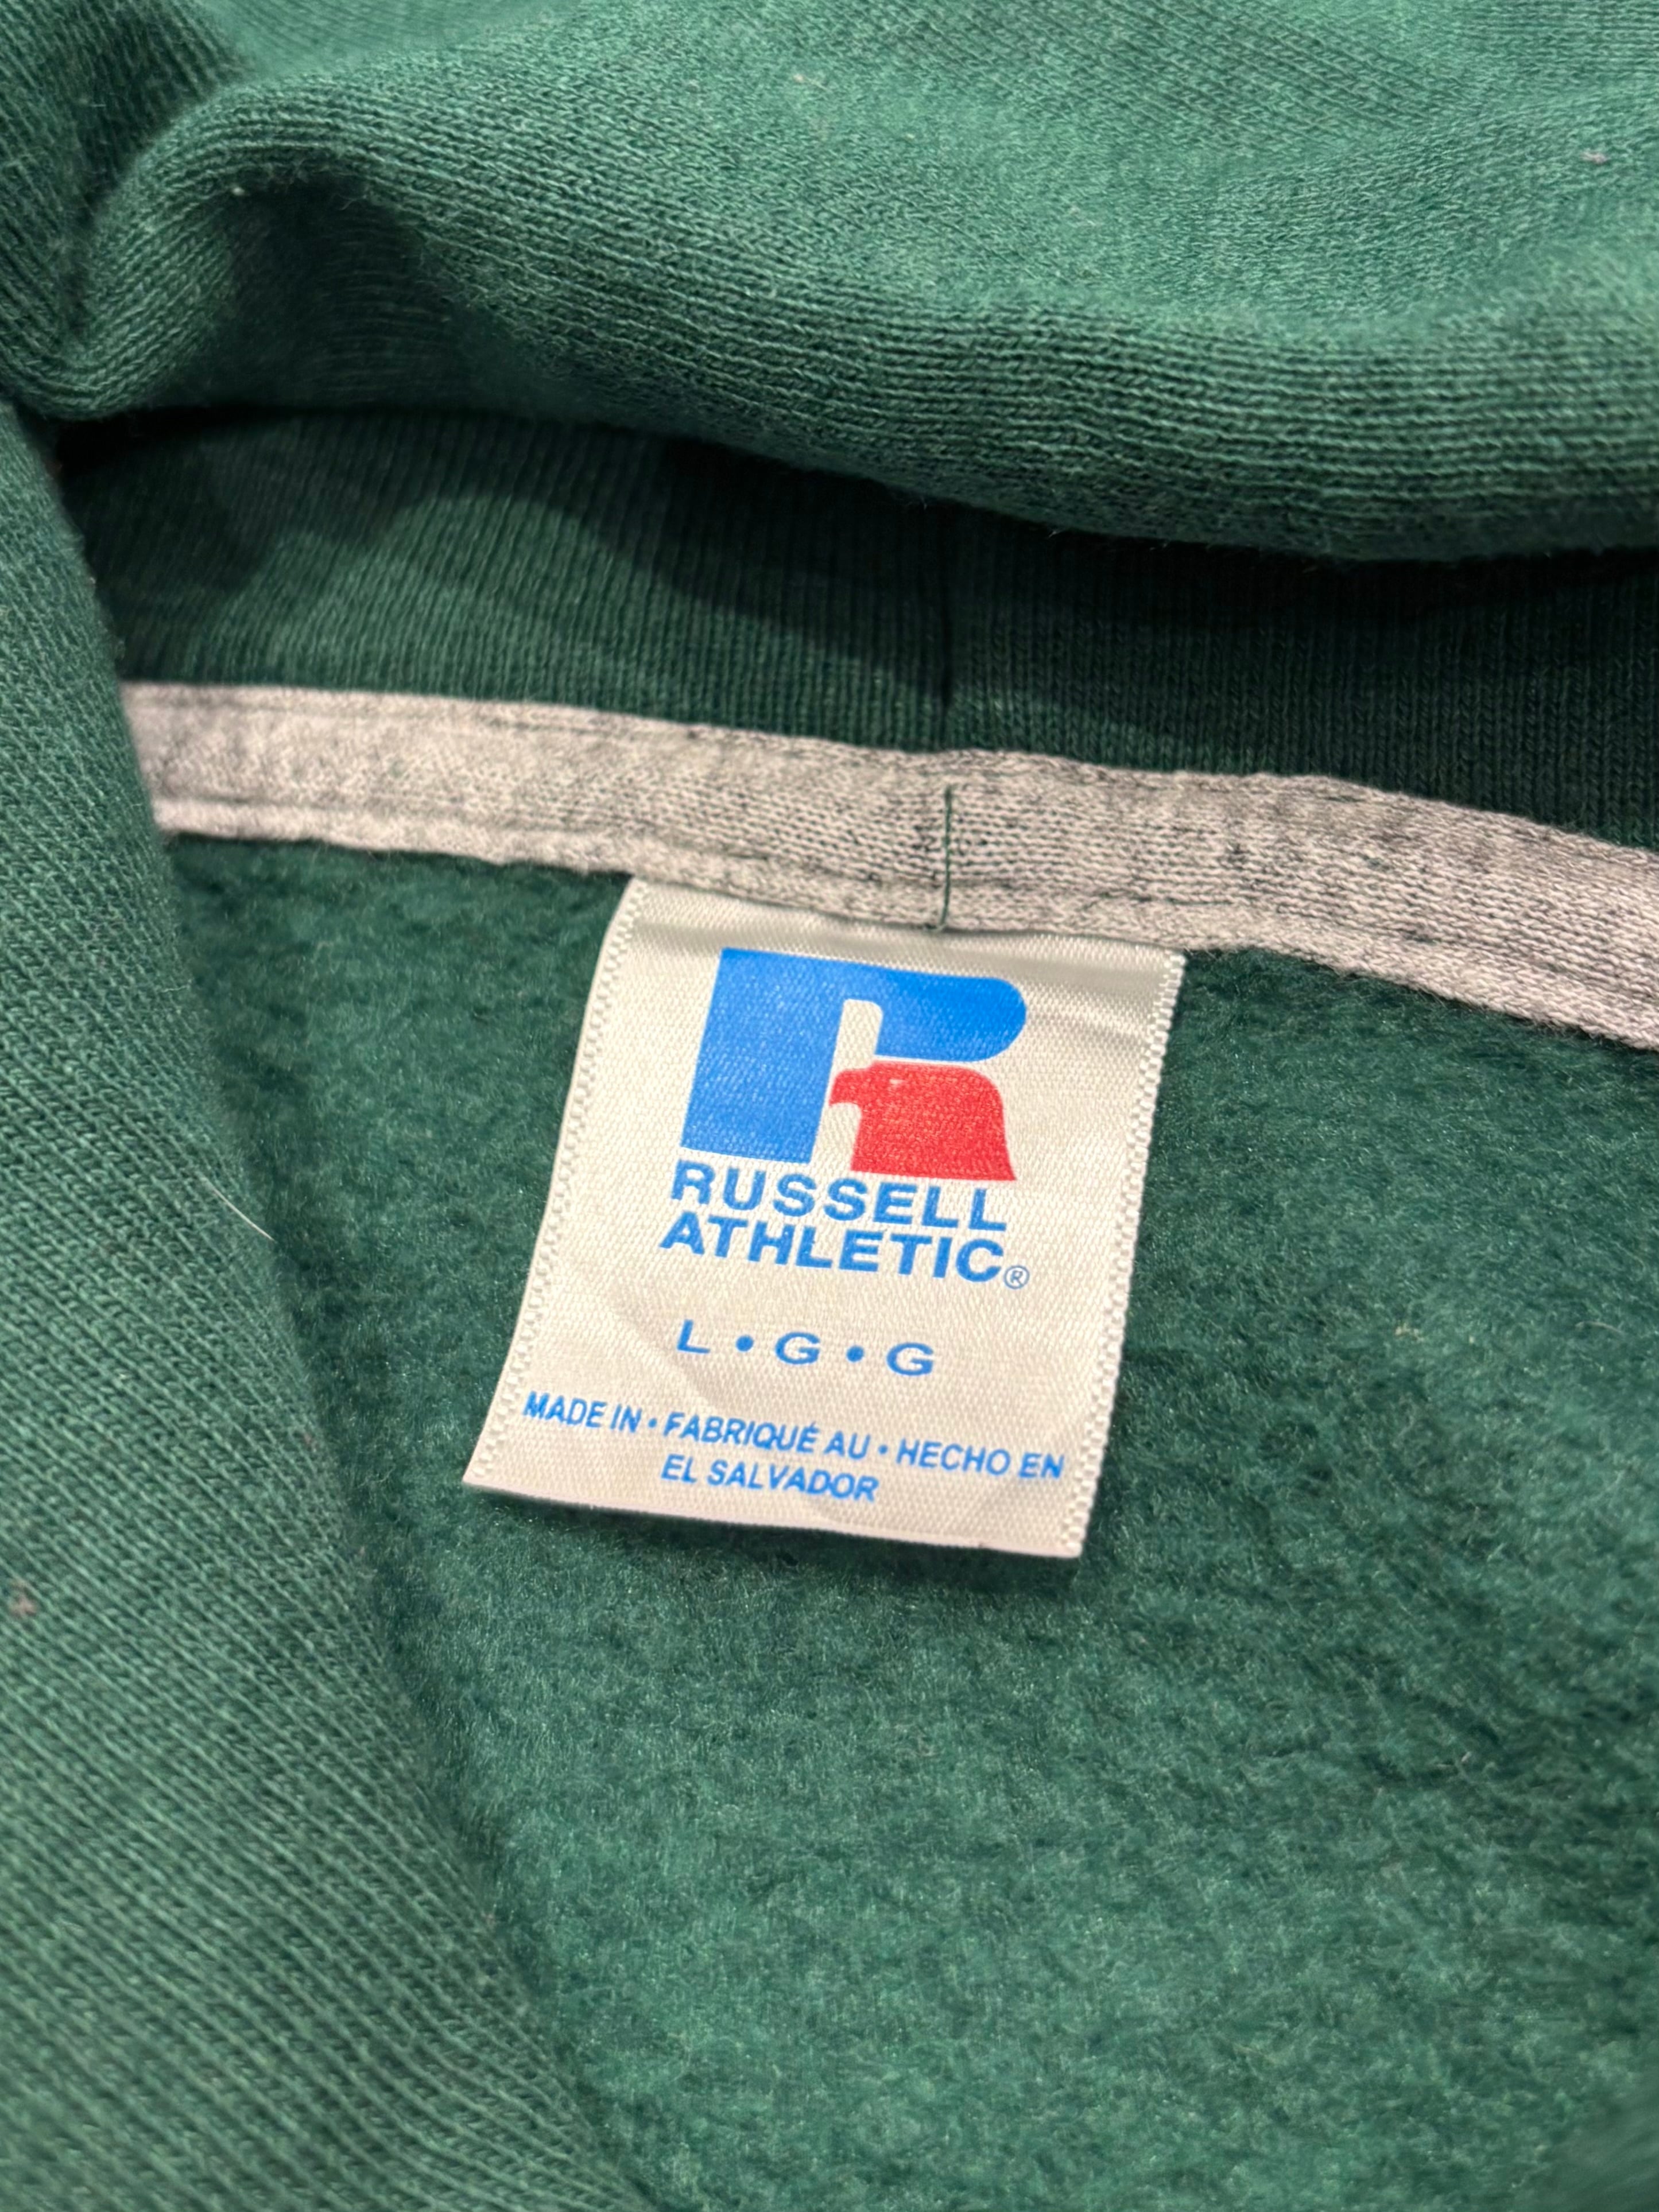 RUSSELL
ATHLETIC®
L • G • G
MADE IN • FABRIQUÉ AU • HECHO EN
EL SALVADOR